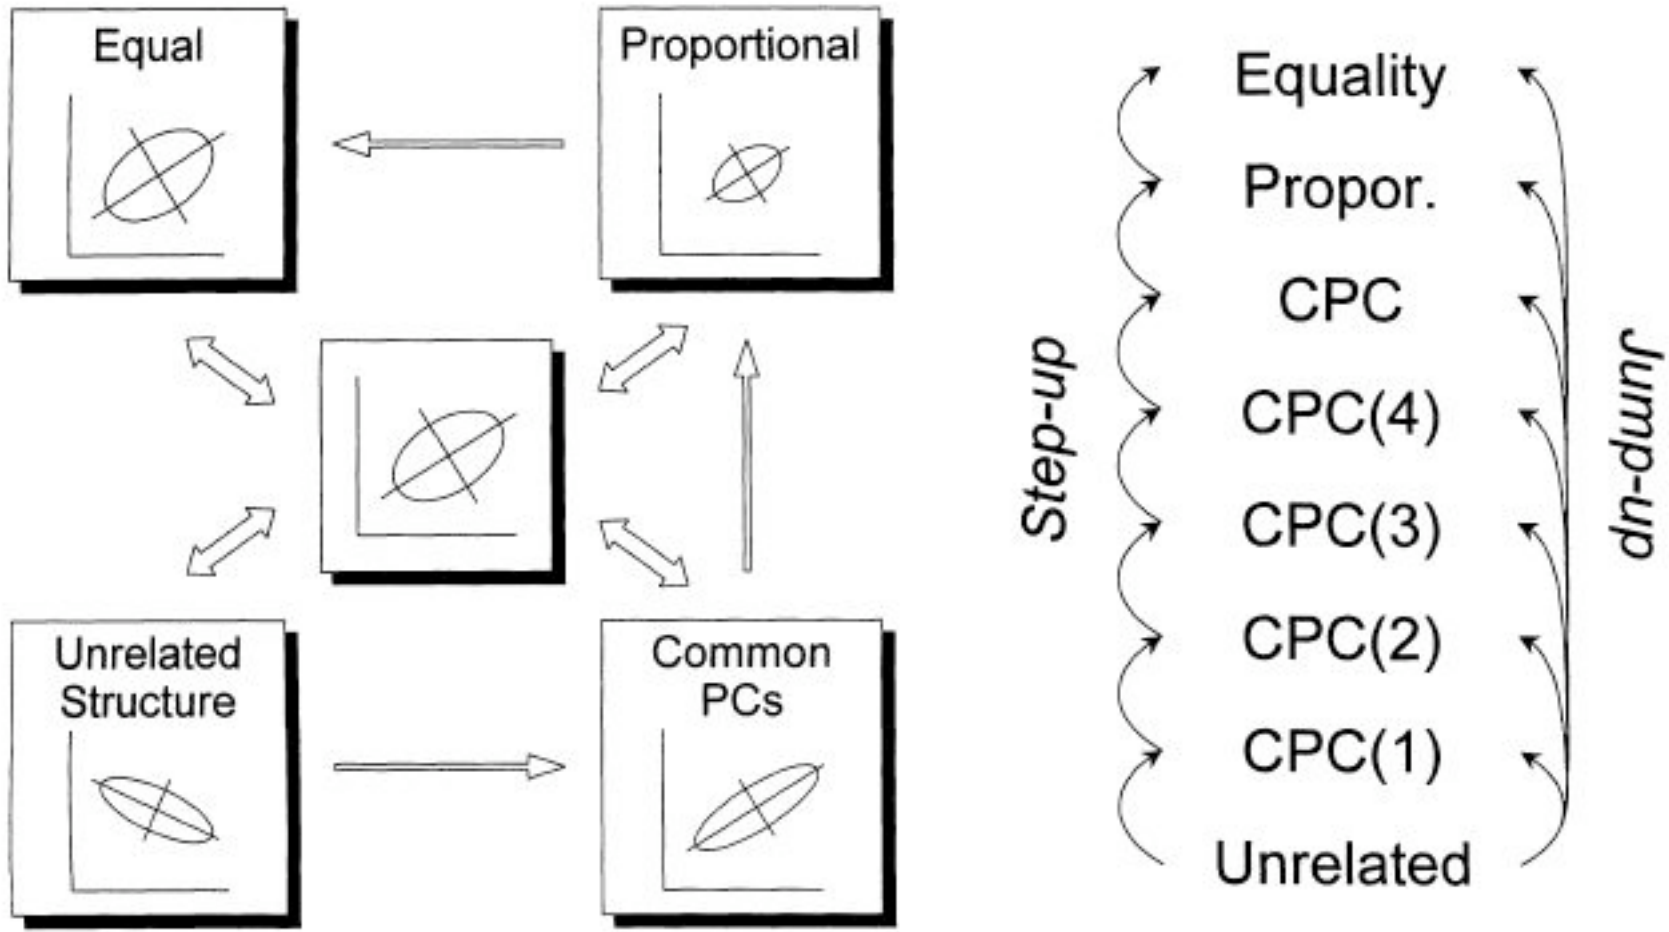 Equal
Proportional
Unrelated
Structure
Common
PCs
Step-up
Equality
Propor.
CPC
CPC(4)
CPC(3)
CPC(2)
CPC(1)
Unrelated
Jump-up